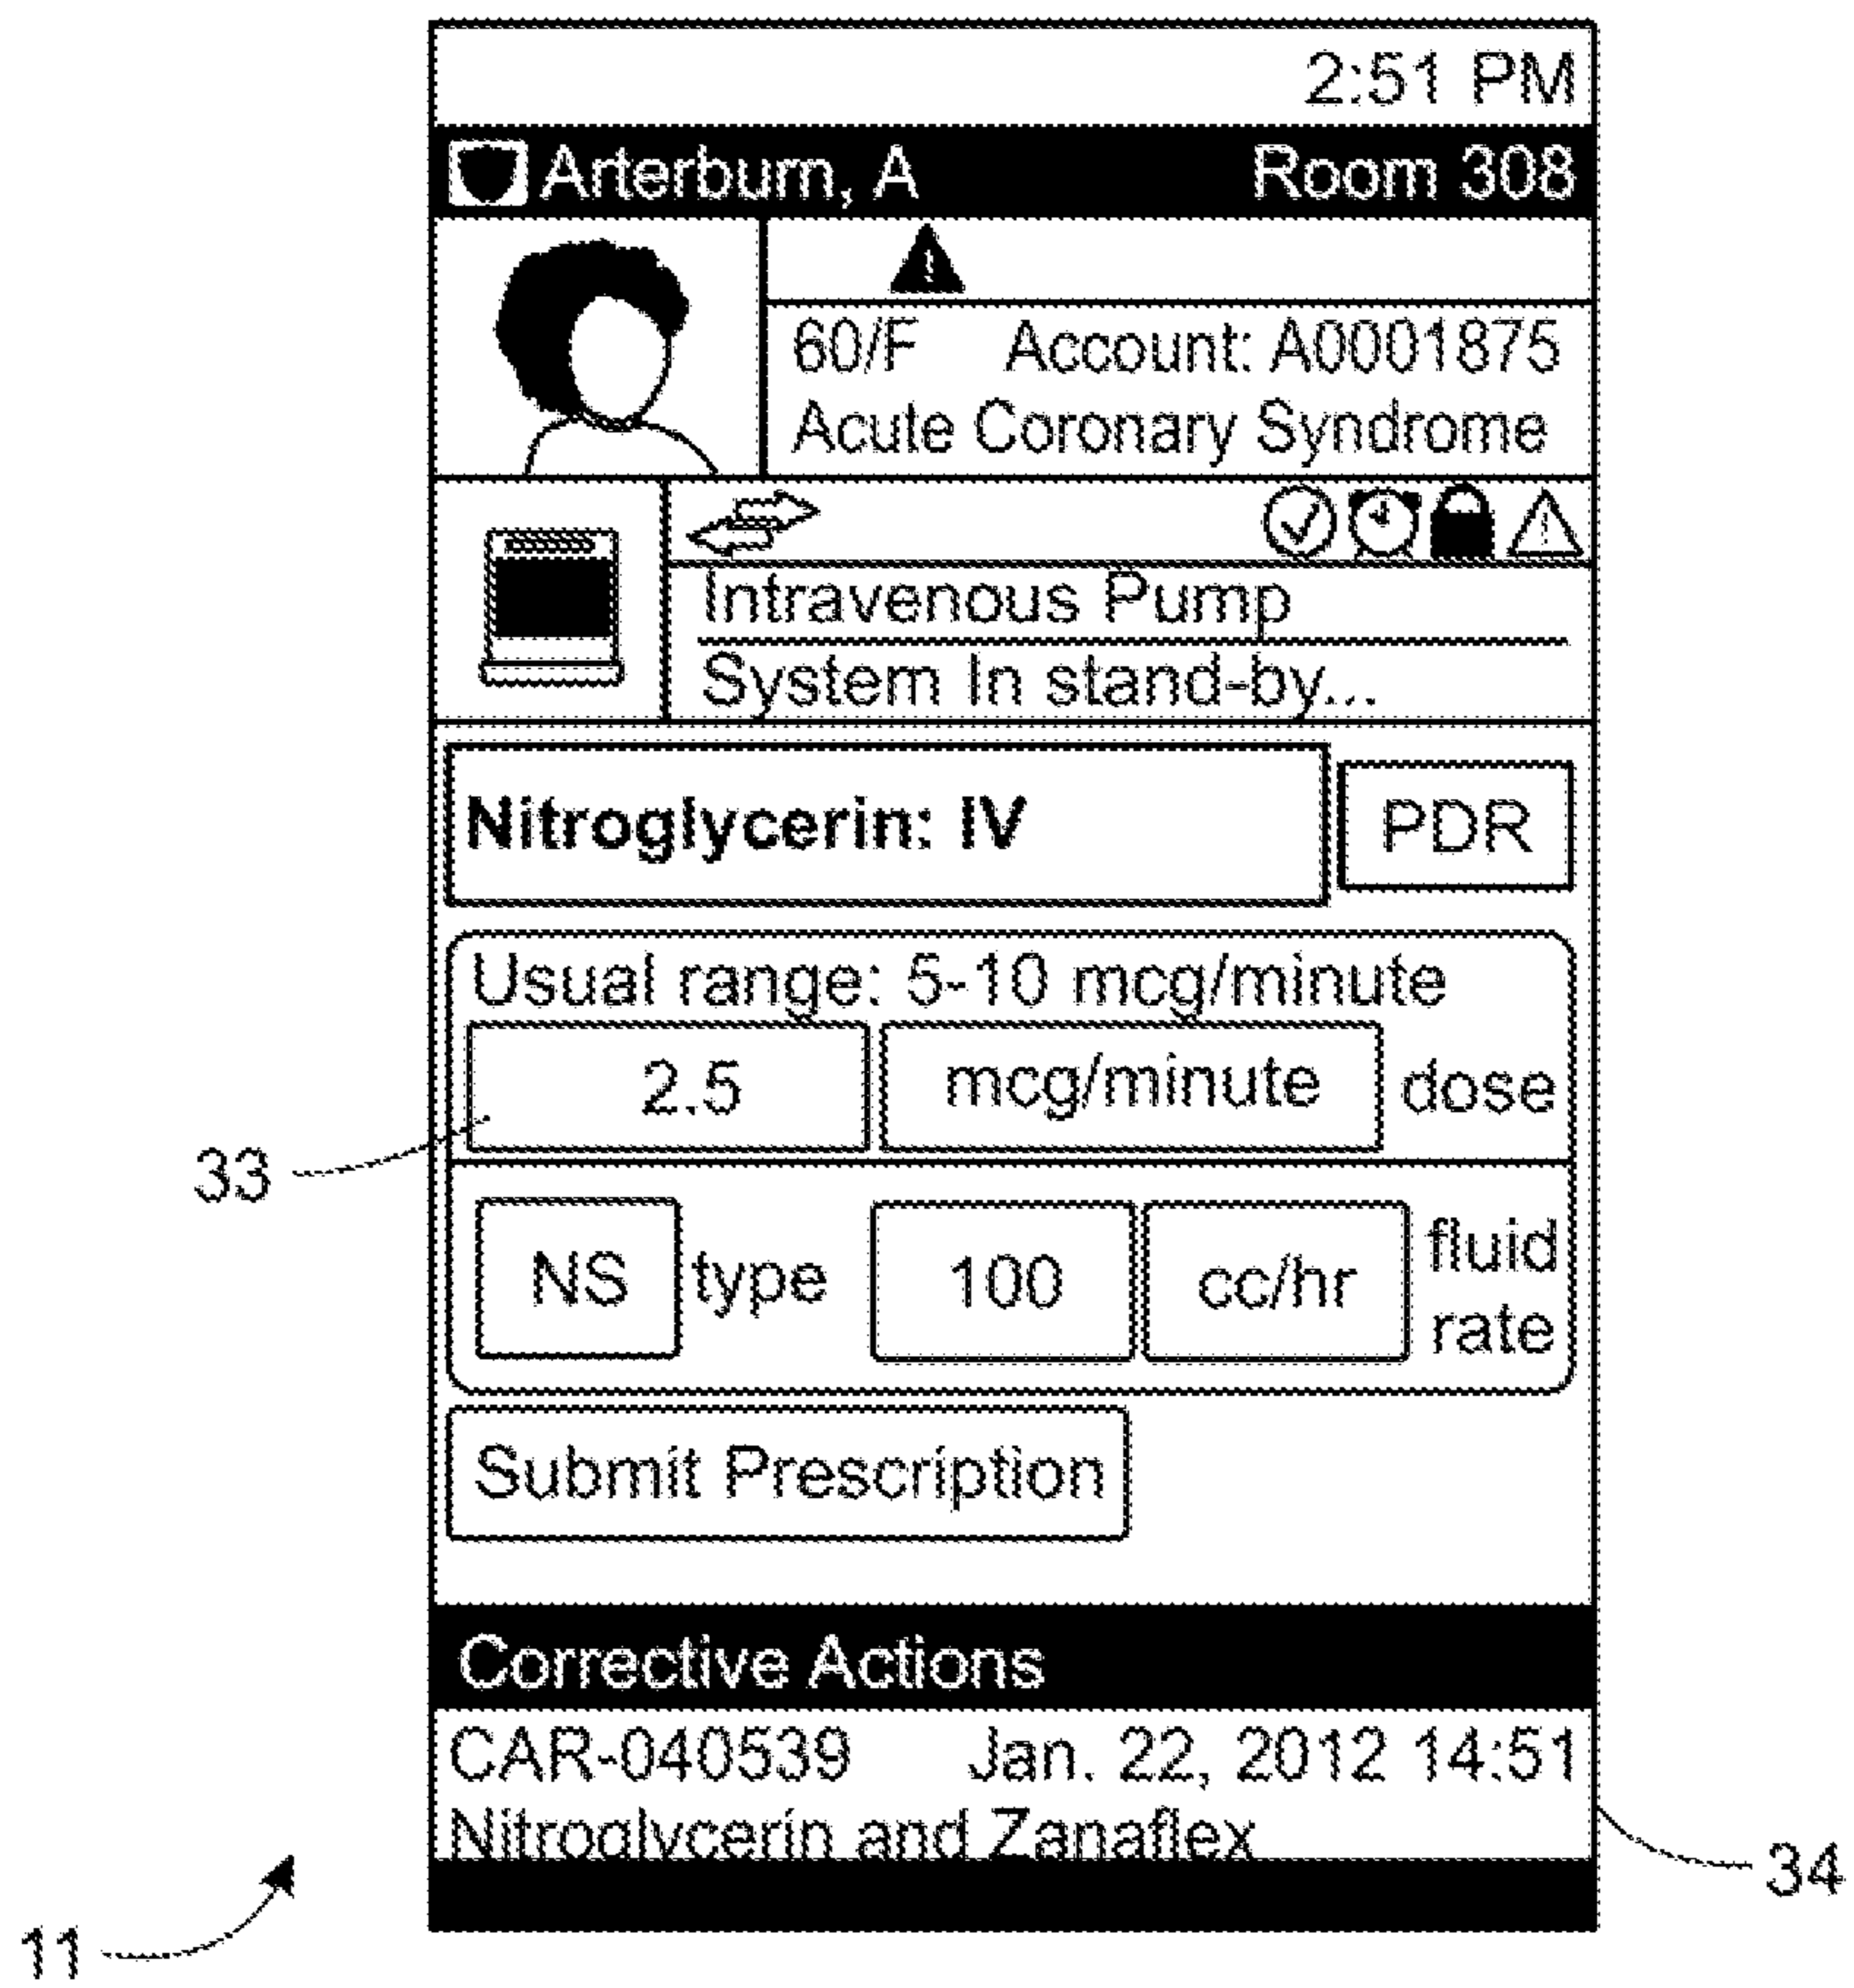 2:51 PM
Arterburn, A Room 308
60/F Account: A0001875
Acute Coronary Syndrome
Intravenous Pump
System In stand-by...
Nitroglycerin: IV PDR
Usual range: 5-10 mcg/minute
2.5 mcg/minute dose
33
NS type 100 cc/hr fluid rate
Submit Prescription
Corrective Actions
CAR-040539 Jan. 22, 2012 14:51
Nitroglycerin and Zanaflex
34
11